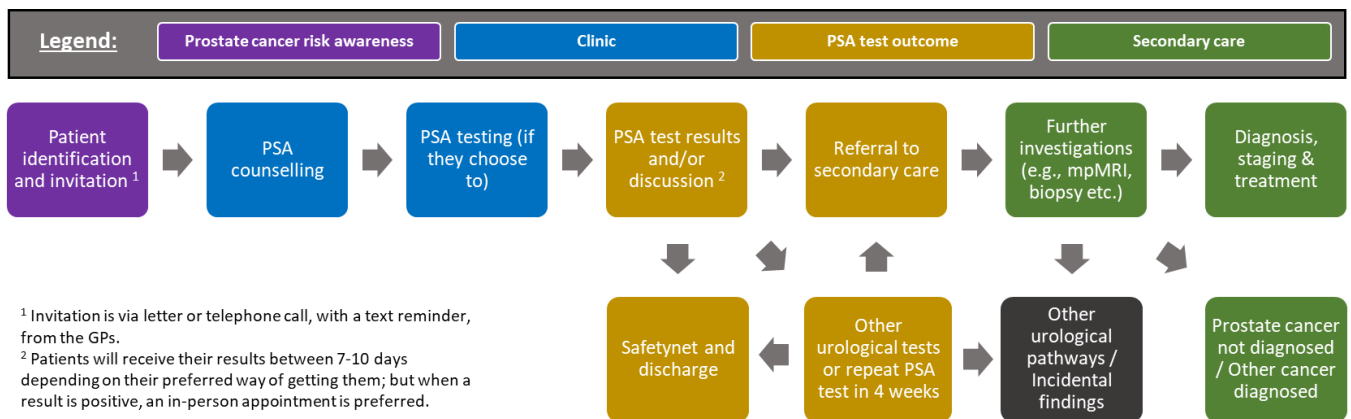 Legend:
Prostate cancer risk awareness
Clinic
PSA test outcome
Secondary care
Patient
identification
and invitation ¹
PSA
counselling
PSA testing (if
they choose
to)
PSA test results
and/or
discussion ²
Referral to
secondary care
Further
investigations
(e.g., mpMRI,
biopsy etc.)
Diagnosis,
staging &
treatment
Safetynet and
discharge
Other
urological tests
or repeat PSA
test in 4 weeks
Other
urological
pathways /
Incidental
findings
Prostate cancer
not diagnosed
/ Other cancer
diagnosed
¹ Invitation is via letter or telephone call, with a text reminder,
from the GPs.
² Patients will receive their results between 7-10 days
depending on their preferred way of getting them; but when a
result is positive, an in-person appointment is preferred.